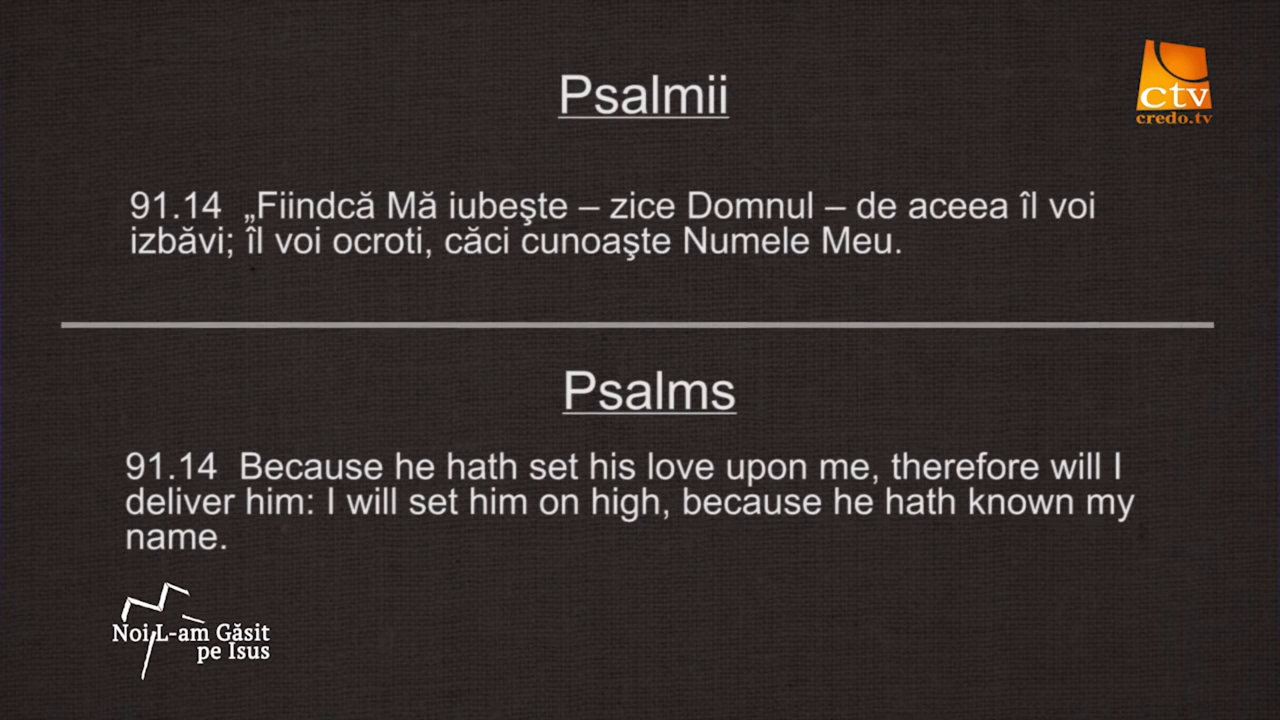 Psalmii
ctv
credo.tv
91.14 „Fiindcă Mă iubeşte – zice Domnul – de aceea îl voi
izbăvi; îl voi ocroti, căci cunoaşte Numele Meu.
Psalms
91.14 Because he hath set his love upon me, therefore will I
deliver him: I will set him on high, because he hath known my
name.
Noi L-am Găsit
pe Isus